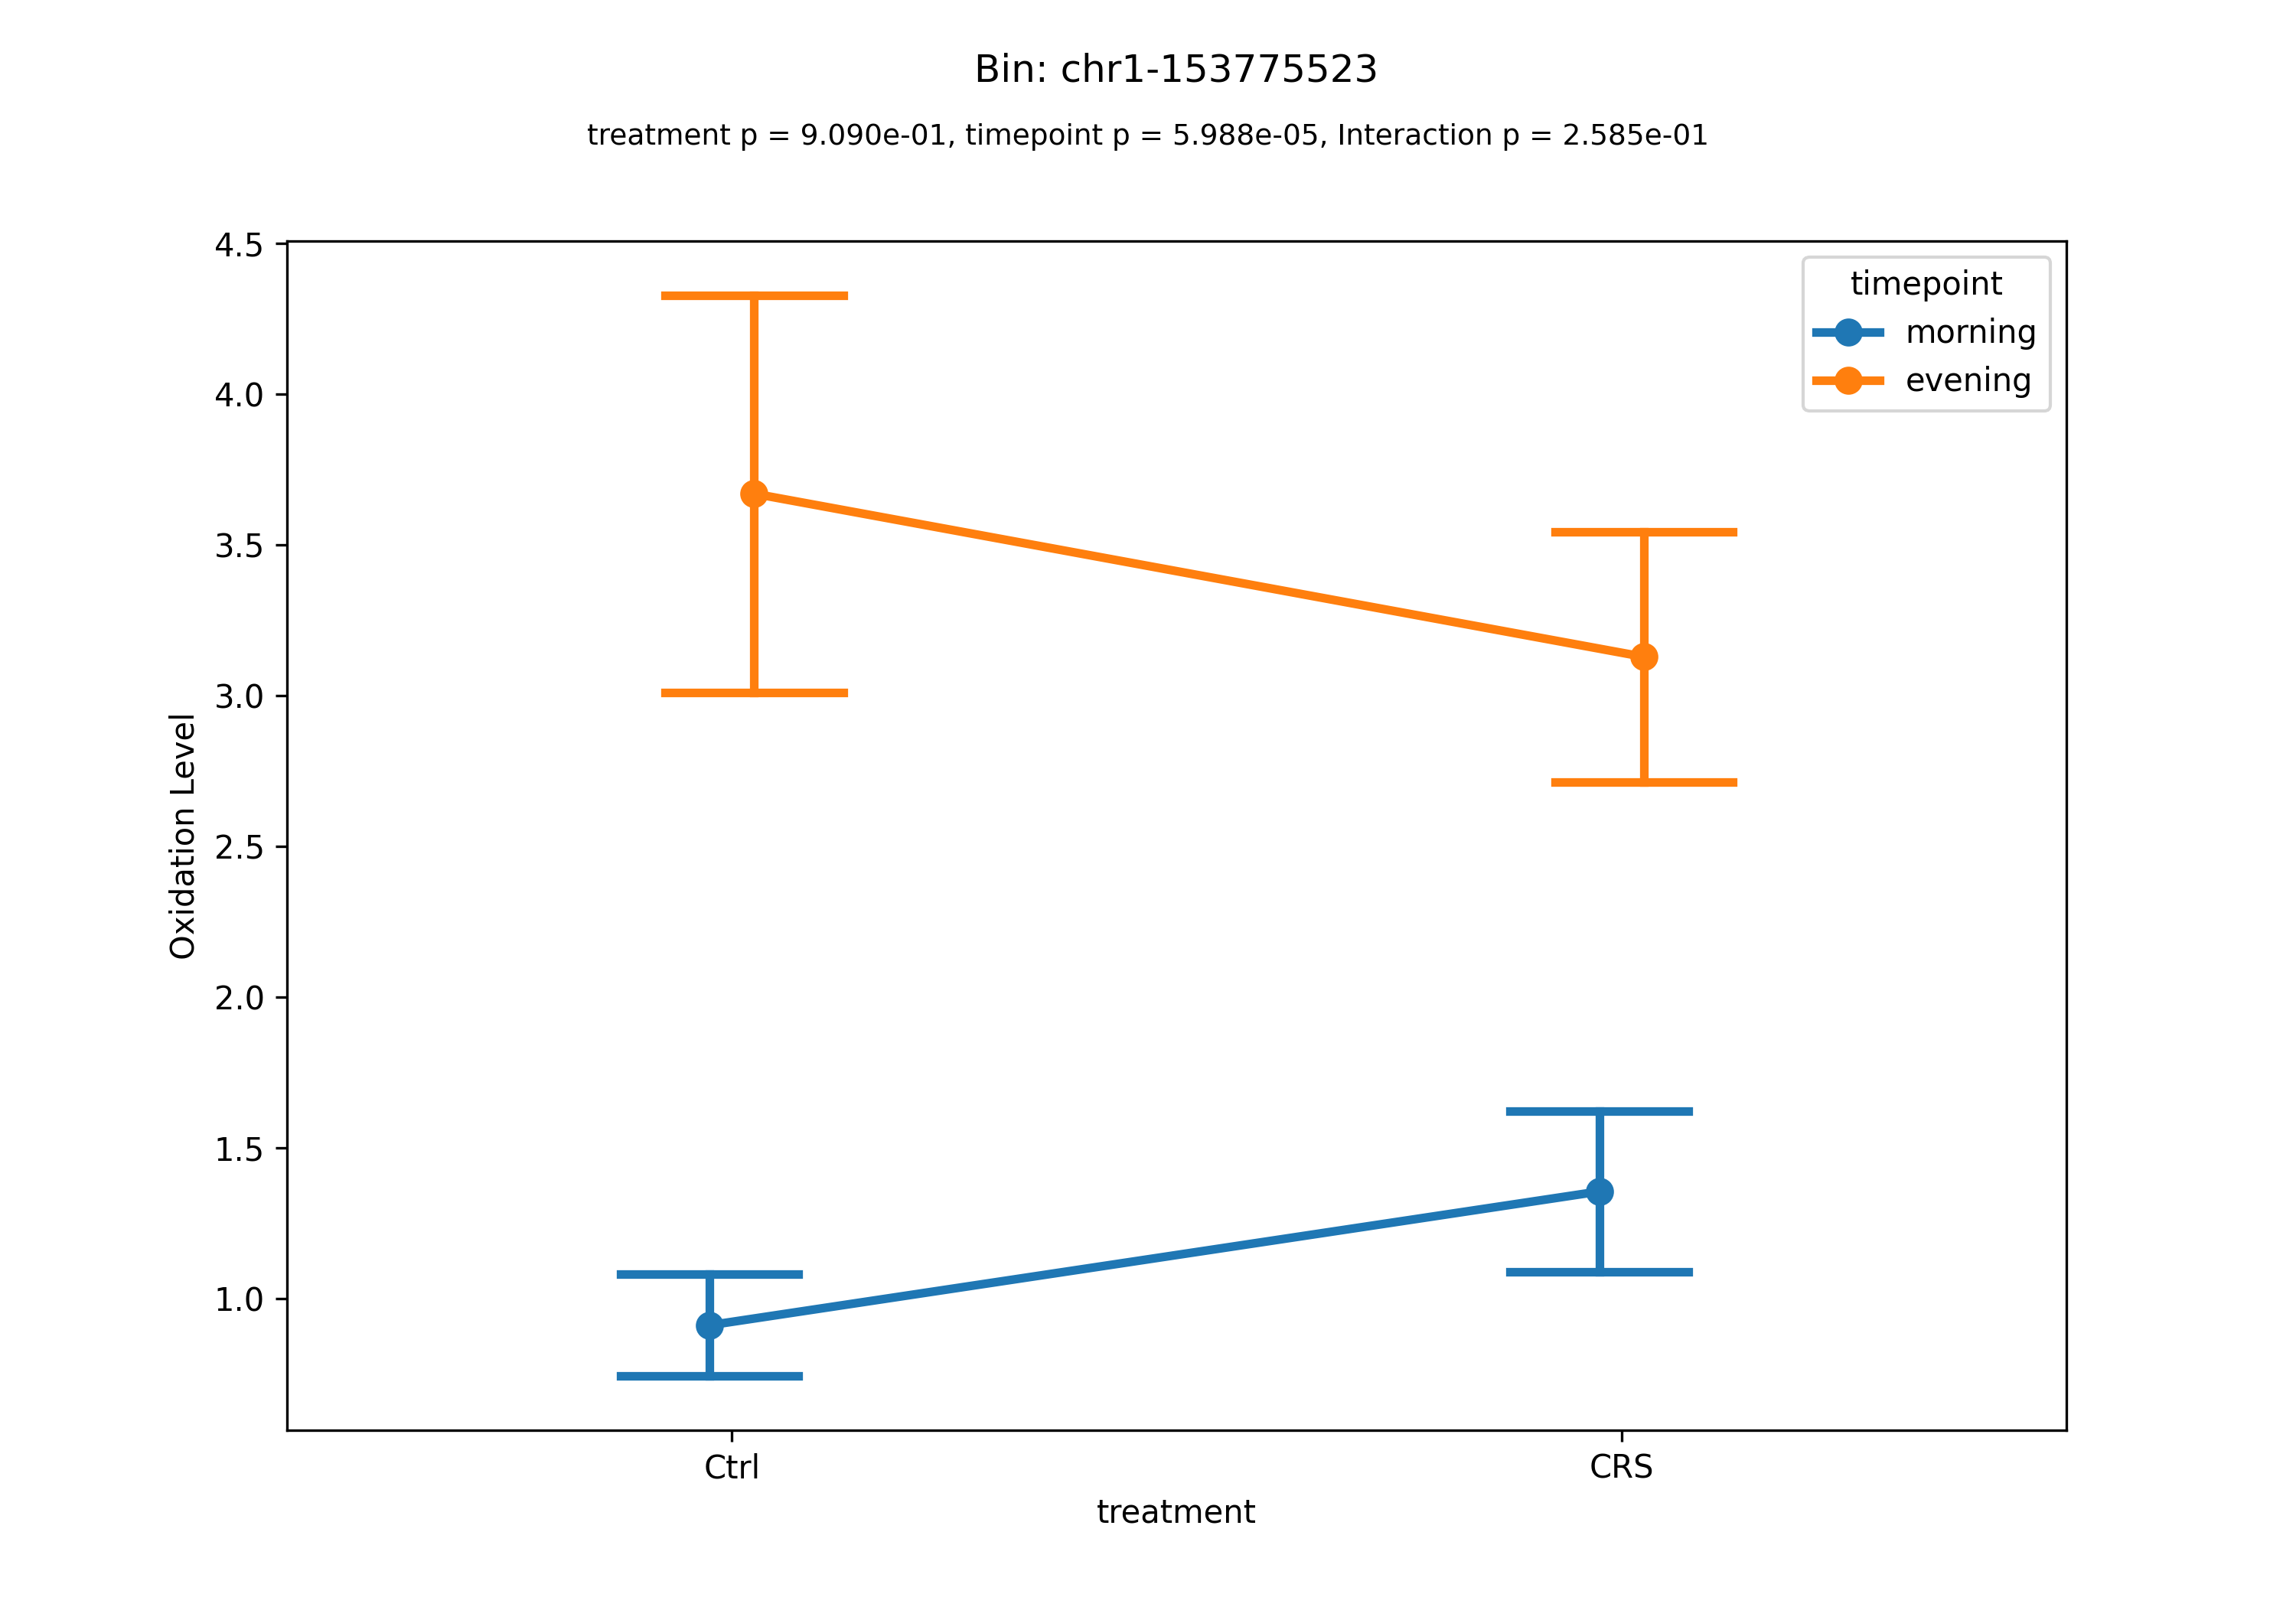 Bin: chr1-153775523
treatment p = 9.090e-01, timepoint p = 5.988e-05, Interaction p = 2.585e-01
timepoint
morning
evening
4.5
4.0
3.5
3.0
2.5
2.0
1.5
1.0
Oxidation Level
Ctrl
CRS
treatment